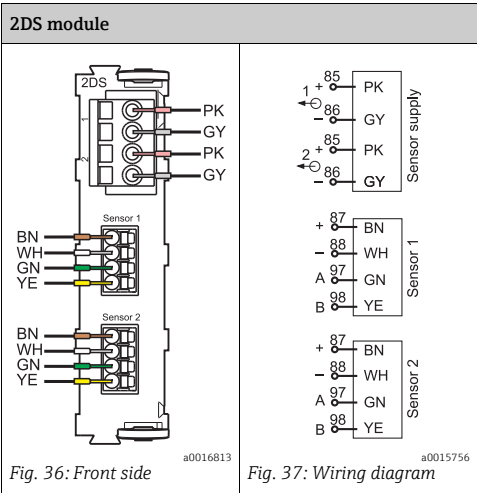 2DS module
2DS
1
2
PK
GY
PK
GY
Sensor 1
BN
WH
GN
YE
Sensor 2
BN
WH
GN
YE
a0016813
Fig. 36: Front side
1 + 85 PK
- 86 GY
2 + 85 PK
- 86 GY
Sensor supply
+ 87 BN
- 88 WH
A 97 GN
B 98 YE
Sensor 1
+ 87 BN
- 88 WH
A 97 GN
B 98 YE
Sensor 2
a0015756
Fig. 37: Wiring diagram